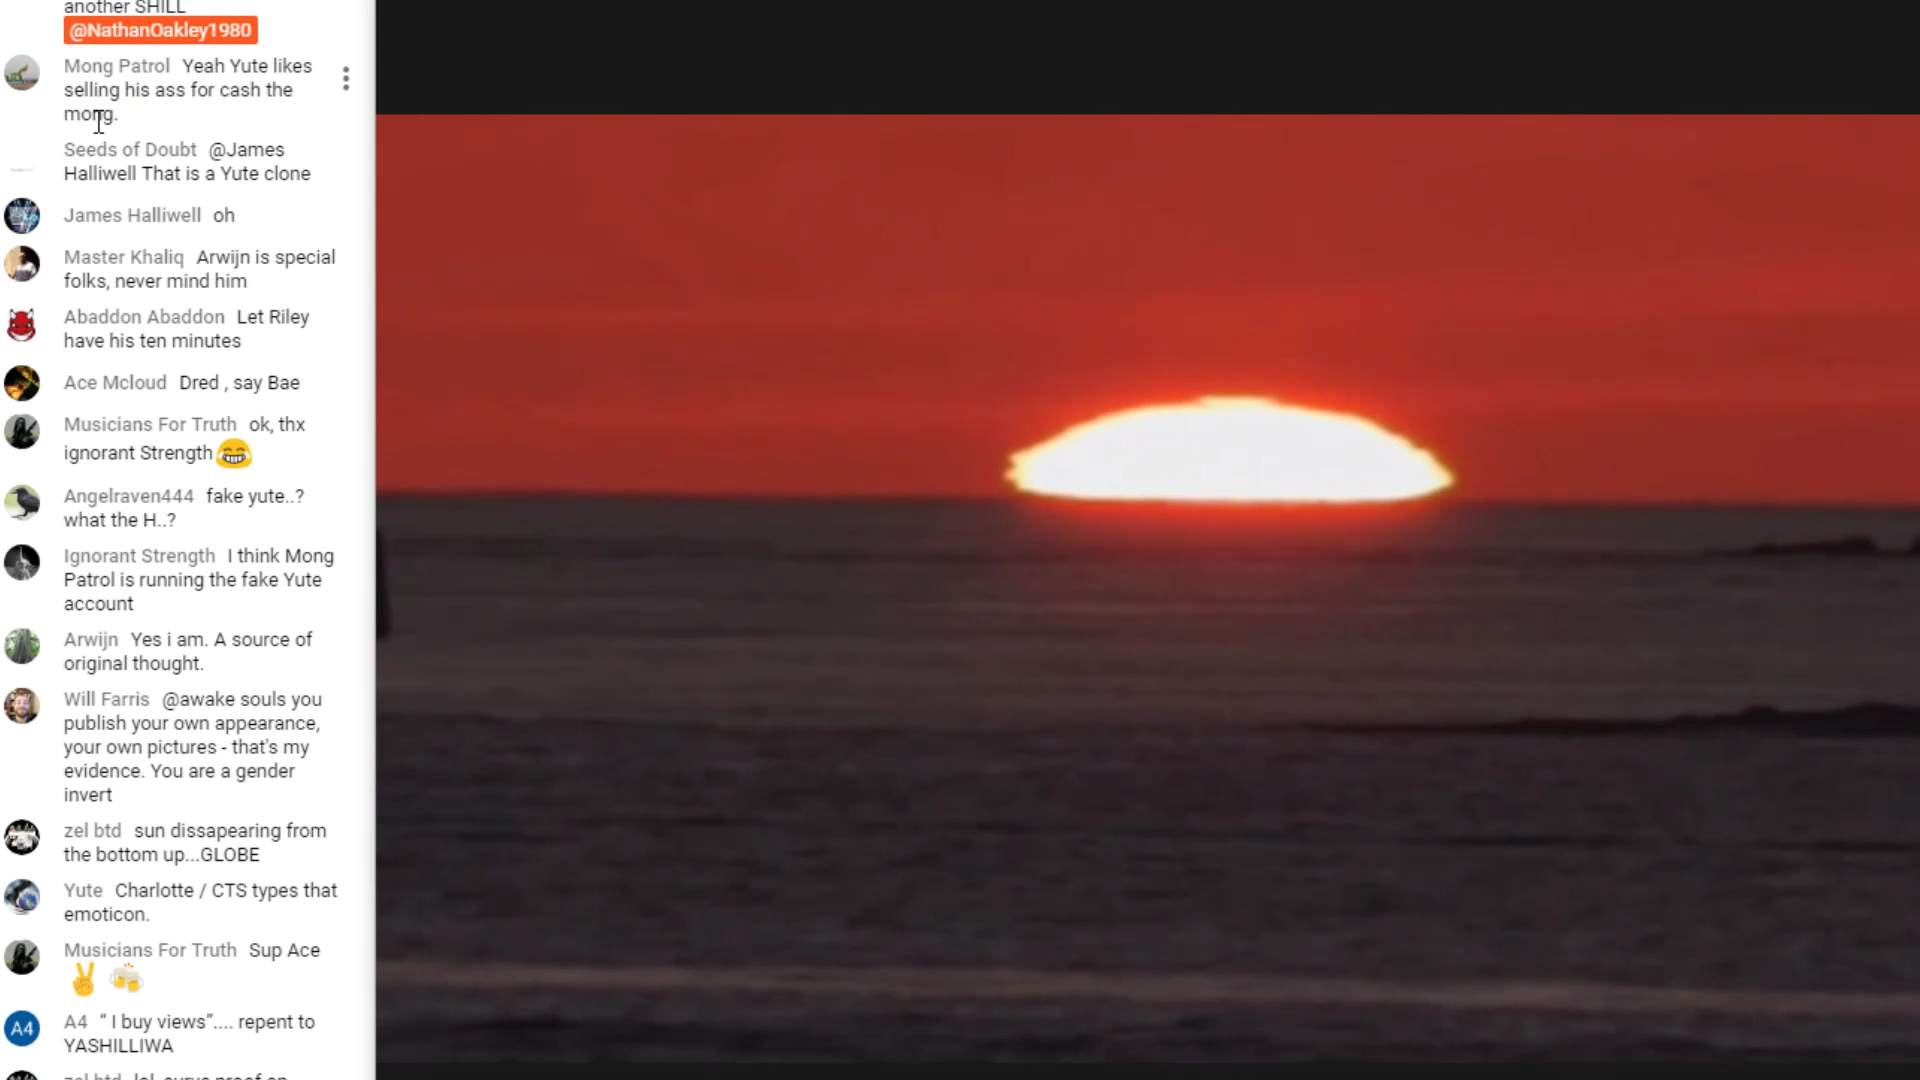 another SHILL
@NathanOakley1980
Mong Patrol Yeah Yute likes
selling his ass for cash the
mong.
Seeds of Doubt @James
Halliwell That is a Yute clone
James Halliwell oh
Master Khaliq Arwijn is special
folks, never mind him
Abaddon Abaddon Let Riley
have his ten minutes
Ace Mcloud Dred , say Bae
Musicians For Truth ok, thx
ignorant Strength😂
Angelraven444 fake yute..?
what the H..?
Ignorant Strength I think Mong
Patrol is running the fake Yute
account
Arwijn Yes i am. A source of
original thought.
Will Farris @awake souls you
publish your own appearance,
your own pictures - that's my
evidence. You are a gender
invert
zel btd sun dissapearing from
the bottom up...GLOBE
Yute Charlotte / CTS types that
emoticon.
Musicians For Truth Sup Ace
✌🍻
A4
A4 “ I buy views”.... repent to
YASHILLIWA